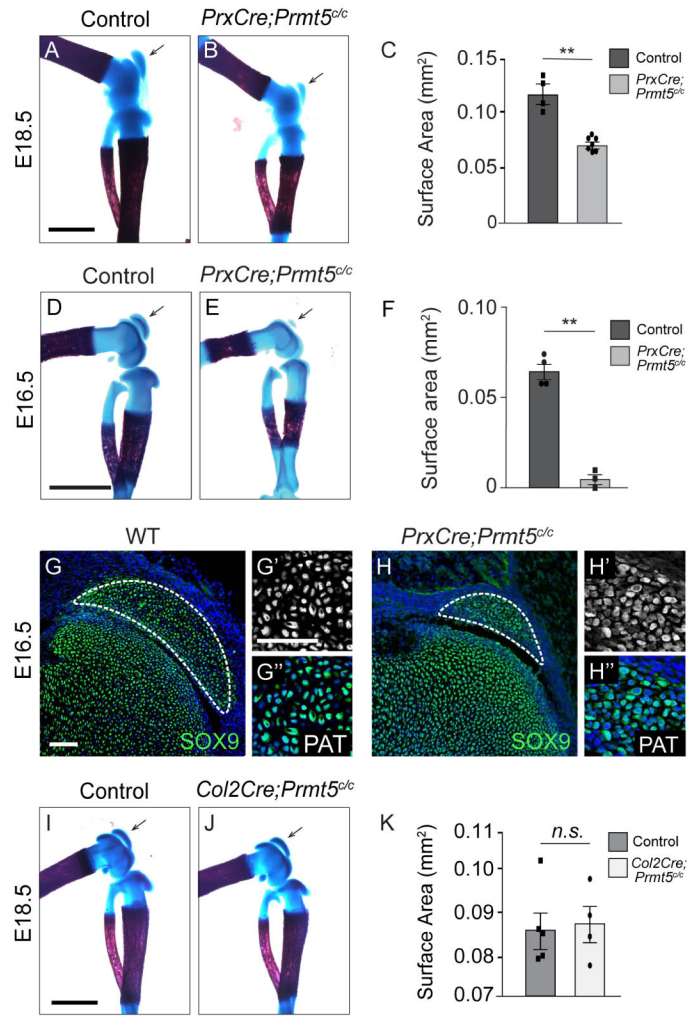 Control
PrxCre;Prmt5c/c
A
B
E18.5
C
Surface Area (mm2)
0.15
0.10
0.05
0
**
Control
PrxCre;
Prmt5c/c
Control
PrxCre;Prmt5c/c
D
E
E16.5
F
Surface area (mm2)
0.10
0.05
0
**
Control
PrxCre;
Prmt5c/c
WT
PrxCre;Prmt5c/c
E16.5
G
SOX9
G’
G’’
PAT
H
SOX9
H’
H’’
PAT
Control
Col2Cre;Prmt5c/c
I
J
E18.5
K
Surface Area (mm2)
0.11
0.10
0.09
0.08
0.07
n.s.
Control
Col2Cre;
Prmt5c/c